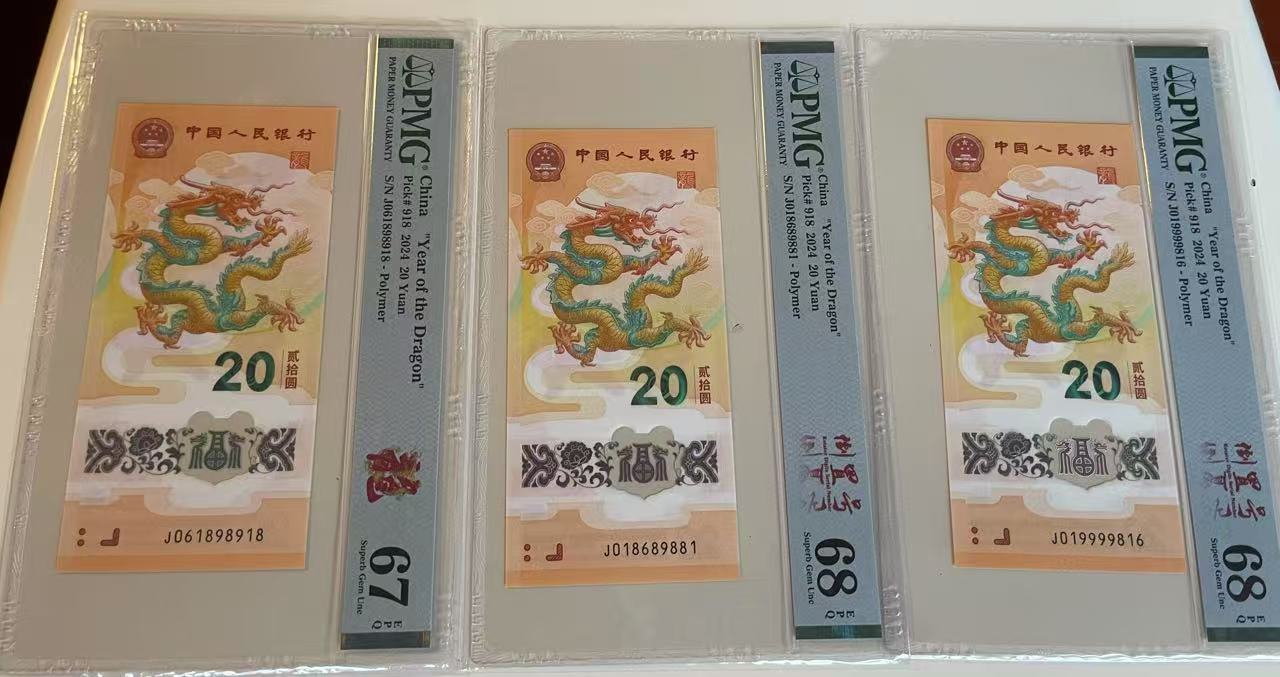 中国人民银行
20
贰拾圆
J061898918
PMG
PAPER MONEY GUARANTY
China "Year of the Dragon"
Pick# 918 2024 20 Yuan
S/N J061898918 - Polymer
67 EPQ
Superb Gem Unc
中国人民银行
20
贰拾圆
J018689881
PMG
PAPER MONEY GUARANTY
China "Year of the Dragon"
Pick# 918 2024 20 Yuan
S/N J018689881 - Polymer
68 EPQ
Superb Gem Unc
中国人民银行
20
贰拾圆
J019999816
PMG
PAPER MONEY GUARANTY
China "Year of the Dragon"
Pick# 918 2024 20 Yuan
S/N J019999816 - Polymer
68 EPQ
Superb Gem Unc